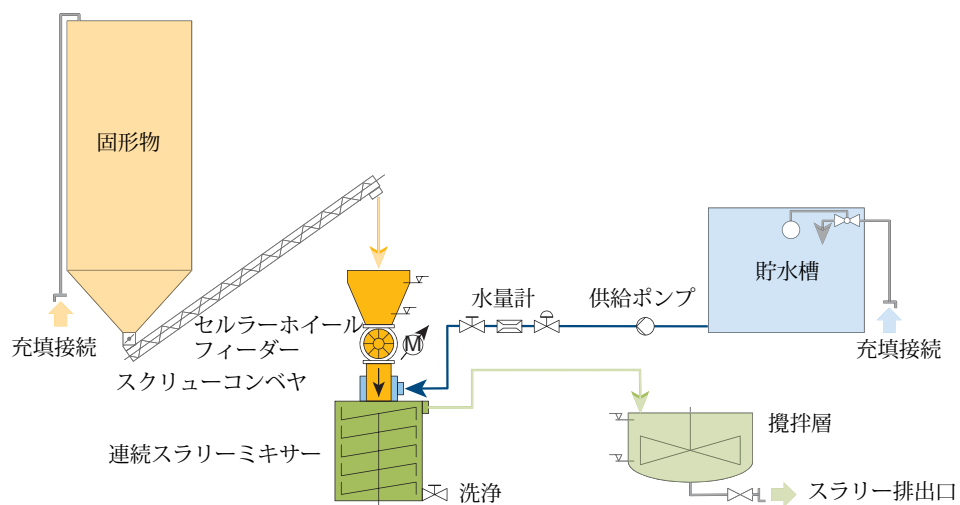 固形物
貯水槽
水量計
供給ポンプ
セルラーホイール
フィーダー
M
充填接続
充填接続
スクリューコンベヤ
攪拌層
連続スラリーミキサー
洗浄
スラリー排出口